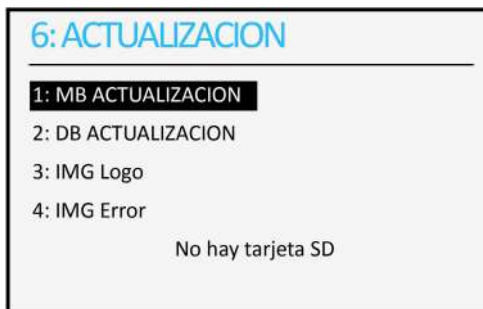 6: ACTUALIZACION
1: MB ACTUALIZACION
2: DB ACTUALIZACION
3: IMG Logo
4: IMG Error
No hay tarjeta SD